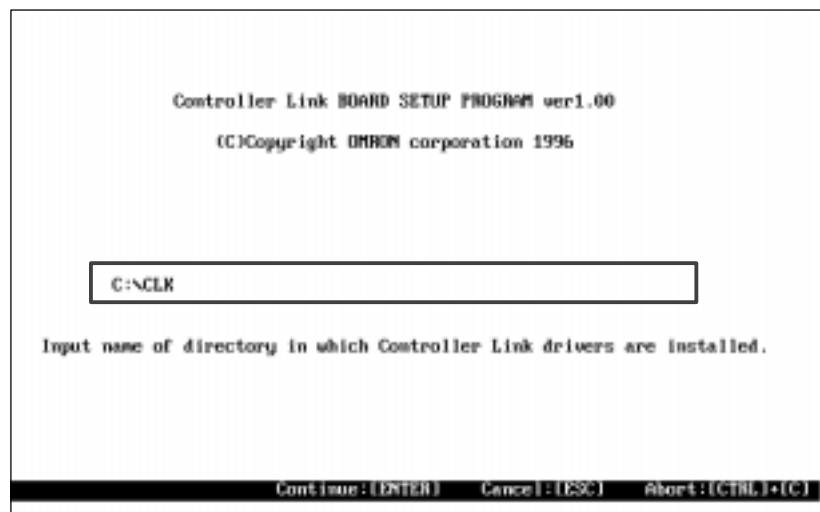 Controller Link BOARD SETUP PROGRAM ver1.00
(C)Copyright OMRON corporation 1996
C:\CLK
Input name of directory in which Controller Link drivers are installed.
Continue:[ENTER] Cancel:[ESC] Abort:[CTRL]+[C]